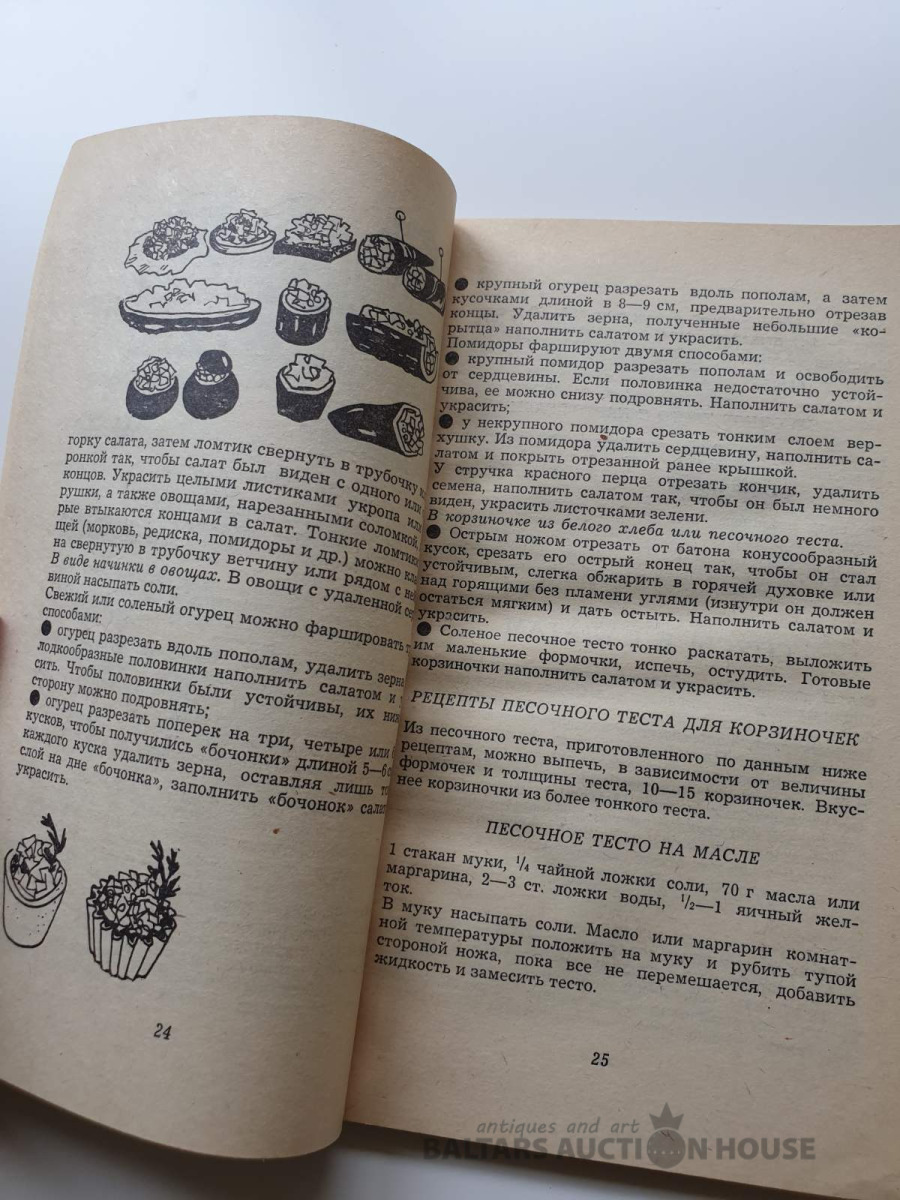 горку салата, затем ломтик свернуть в трубочку
ронкой так, чтобы салат был виден с одного или
концов. Украсить целыми листиками укропа или
рушки, а также овощами, нарезанными соломкой,
рые втыкаются концами в салат. Тонкие ломтики
щей (морковь, редиска, помидоры и др.) можно
на свернутую в трубочку ветчину или рядом с
В виде начинки в овощах. В овощи с удаленной
виной насыпать соли.
Свежий или соленый огурец можно фаршировать
способами:
● огурец разрезать вдоль пополам, удалить зерна
лодкообразные половинки наполнить салатом и
сить. Чтобы половинки были устойчивы, их
сторону можно подровнять;
● огурец разрезать поперек на три, четыре или
кусков, чтобы получились «бочонки» длиной 5—6
каждого куска удалить зерна, оставляя лишь
слой на дне «бочонка», заполнить «бочонок»
украсить.
24
● крупный огурец разрезать вдоль пополам, а затем
кусочками длиной в 8—9 см, предварительно отрезав
концы. Удалить зерна, полученные небольшие «ко-
рытца» наполнить салатом и украсить.
Помидоры фаршируют двумя способами:
● крупный помидор разрезать пополам и освободить
от сердцевины. Если половинка недостаточно устой-
чива, ее можно снизу подровнять. Наполнить салатом и
украсить;
● у некрупного помидора срезать тонким слоем вер-
хушку. Из помидора удалить сердцевину, наполнить са-
латом и покрыть отрезанной ранее крышкой.
У стручка красного перца отрезать кончик, удалить
семена, наполнить салатом так, чтобы он был немного
виден, украсить листочками зелени.
В корзиночке из белого хлеба или песочного теста.
● Острым ножом отрезать от батона конусообразный
кусок, срезать его острый конец так, чтобы он стал
устойчивым, слегка обжарить в горячей духовке или
над горящими без пламени углями (изнутри он должен
остаться мягким) и дать остыть. Наполнить салатом и
украсить.
● Соленое песочное тесто тонко раскатать, выложить
им маленькие формочки, испечь, остудить. Готовые
корзиночки наполнить салатом и украсить.
РЕЦЕПТЫ ПЕСОЧНОГО ТЕСТА ДЛЯ КОРЗИНОЧЕК
Из песочного теста, приготовленного по данным ниже
рецептам, можно выпечь, в зависимости от величины
формочек и толщины теста, 10—15 корзиночек. Вкус-
нее корзиночки из более тонкого теста.
ПЕСОЧНОЕ ТЕСТО НА МАСЛЕ
1 стакан муки, 1/4 чайной ложки соли, 70 г масла или
маргарина, 2—3 ст. ложки воды, 1/2—1 яичный жел-
ток.
В муку насыпать соли. Масло или маргарин комнат-
ной температуры положить на муку и рубить тупой
стороной ножа, пока все не перемешается, добавить
жидкость и замесить тесто.
25
antiques and art
BALTARS AUCTION HOUSE